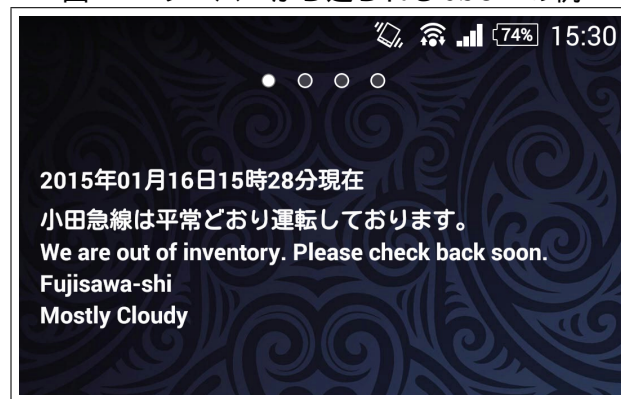 74% 15:30
2015年01月16日15時28分現在
小田急線は平常どおり運転しております。
We are out of inventory. Please check back soon.
Fujisawa-shi
Mostly Cloudy